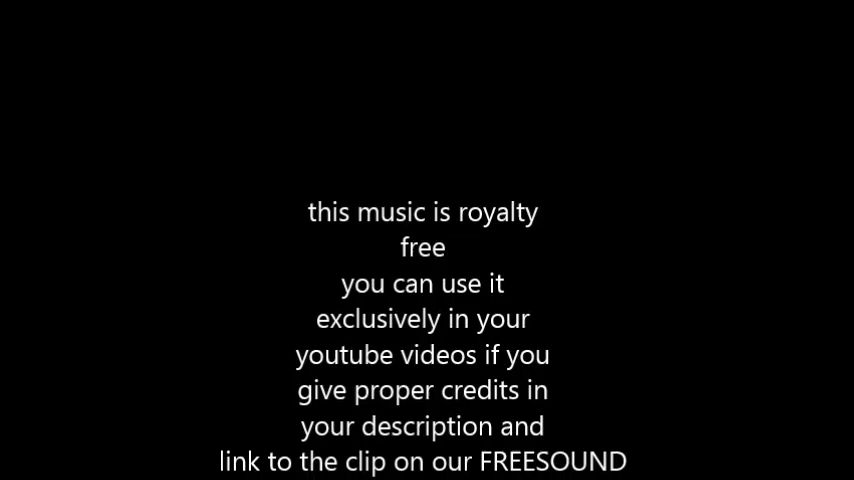 this music is royalty
free
you can use it
exclusively in your
youtube videos if you
give proper credits in
your description and
link to the clip on our FREESOUND